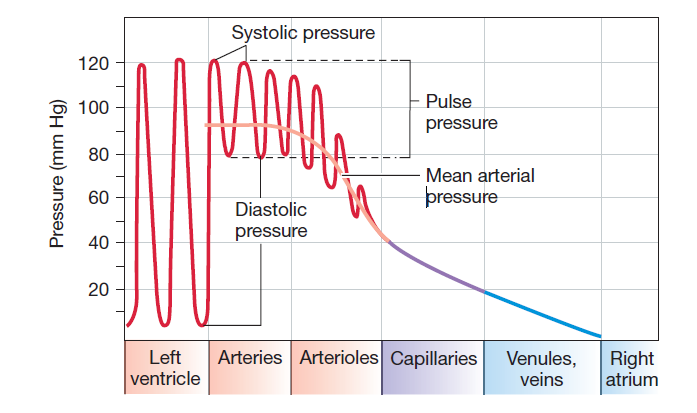 Systolic pressure
120
100
80
60
40
20
Pressure (mm Hg)
Pulse
pressure
Mean arterial
pressure
Diastolic
pressure
Left
ventricle
Arteries
Arterioles
Capillaries
Venules,
veins
Right
atrium